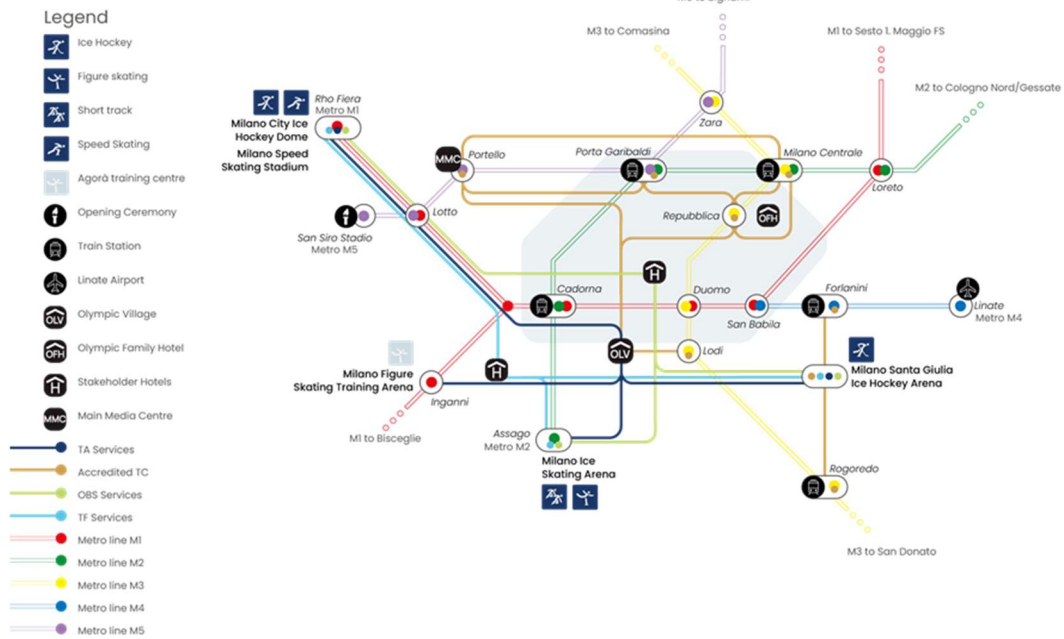 Legend
Ice Hockey
Figure skating
Short track
Speed Skating
Agorà training centre
Opening Ceremony
Train Station
Linate Airport
OLV
Olympic Village
OFH
Olympic Family Hotel
H
Stakeholder Hotels
MMC
Main Media Centre
TA Services
Accredited TC
OBS Services
TF Services
Metro line M1
Metro line M2
Metro line M3
Metro line M4
Metro line M5
M3 to Comasina
M1 to Sesto 1. Maggio FS
M2 to Cologno Nord/Gessate
Rho Fiera
Metro M1
Milano City Ice
Hockey Dome
Milano Speed
Skating Stadium
Zara
MMC
Portello
Porta Garibaldi
Milano Centrale
Loreto
Lotto
San Siro Stadio
Metro M5
Repubblica
OFH
H
Cadorna
Duomo
San Babila
Forlanini
Linate
Metro M4
OLV
Lodi
H
Milano Figure
Skating Training Arena
Inganni
M1 to Bisceglie
Milano Santa Giulia
Ice Hockey Arena
Assago
Metro M2
Milano Ice
Skating Arena
Rogoredo
M3 to San Donato